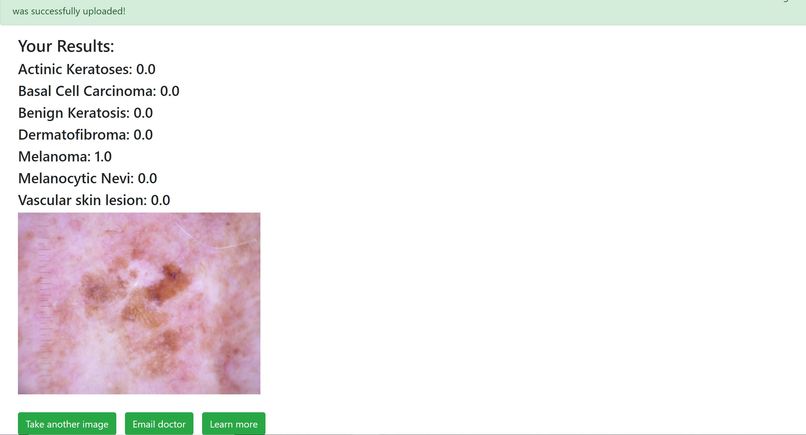 was successfully uploaded!
Your Results:
Actinic Keratoses: 0.0
Basal Cell Carcinoma: 0.0
Benign Keratosis: 0.0
Dermatofibroma: 0.0
Melanoma: 1.0
Melanocytic Nevi: 0.0
Vascular skin lesion: 0.0
Take another image Email doctor Learn more